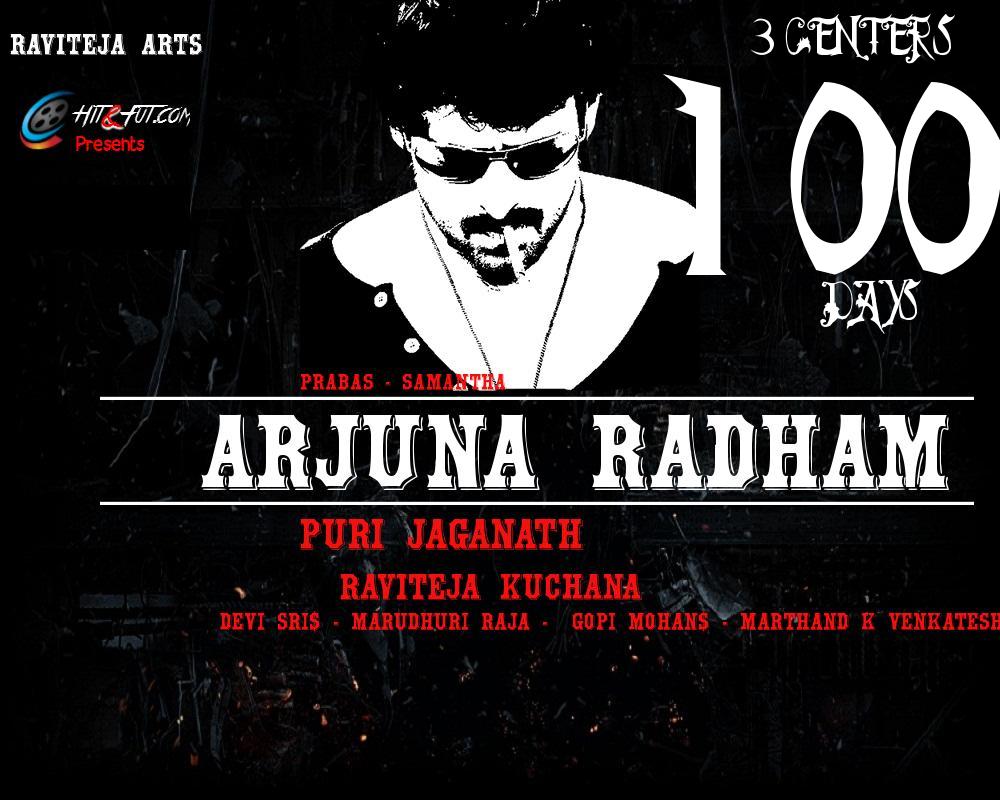 RAVITEJA ARTS
HIT&FUT.COM
Presents
3 CENTERS
100
DAYS
PRABAS - SAMANTHA
ARJUNA RADHAM
PURI JAGANATH
RAVITEJA KUCHANA
DEVI SRI$ - MARUDHURI RAJA - GOPI MOHANS - MARTHAND K VENKATESH